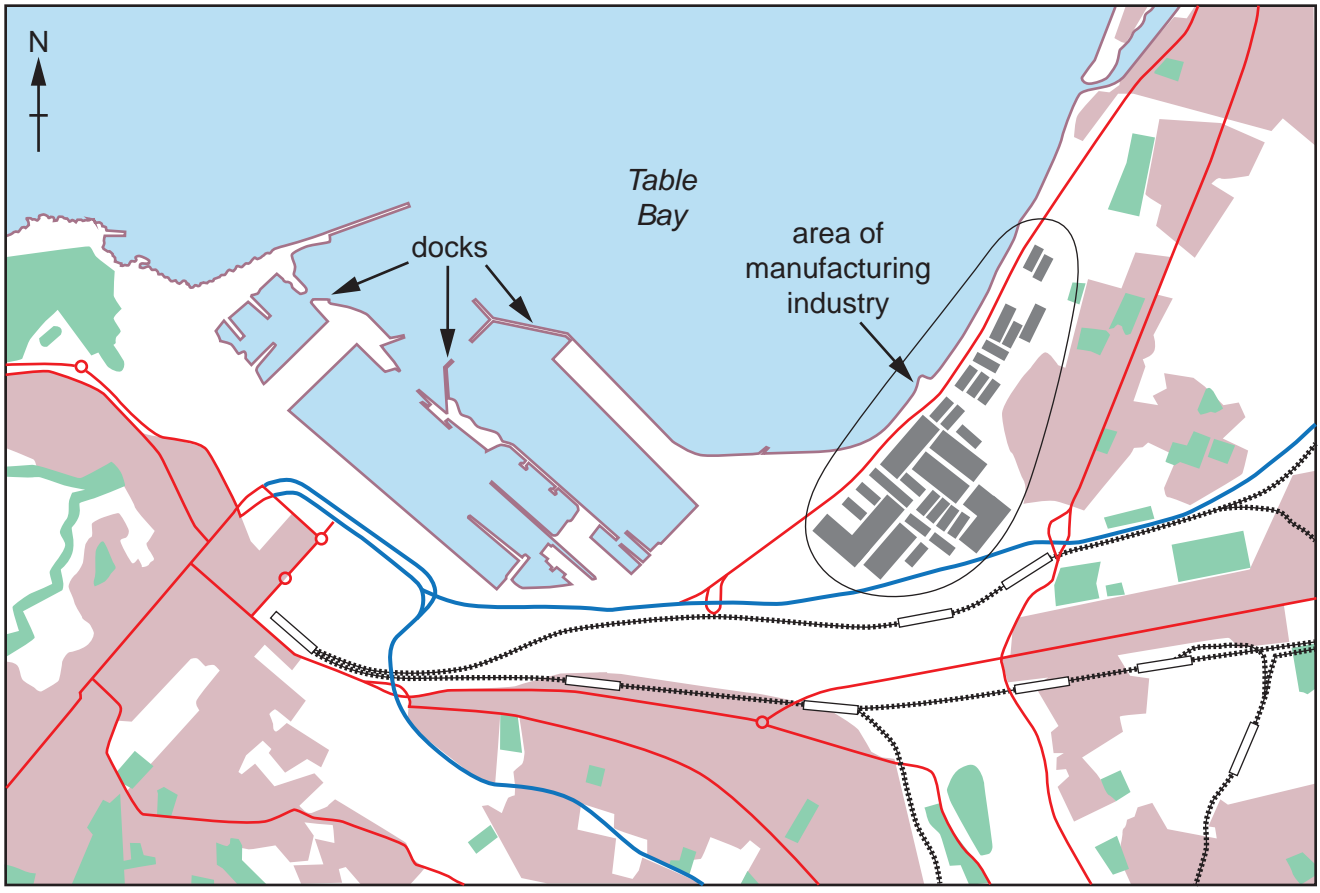 N
Table
Bay
docks
area of
manufacturing
industry